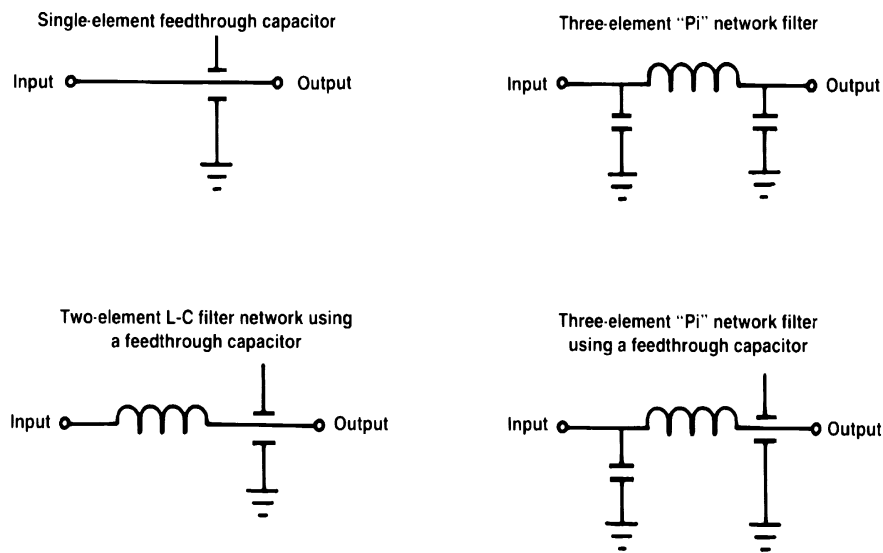 Single-element feedthrough capacitor
Input
Output
Three-element “Pi” network filter
Input
Output
Two-element L-C filter network using
a feedthrough capacitor
Input
Output
Three-element “Pi” network filter
using a feedthrough capacitor
Input
Output